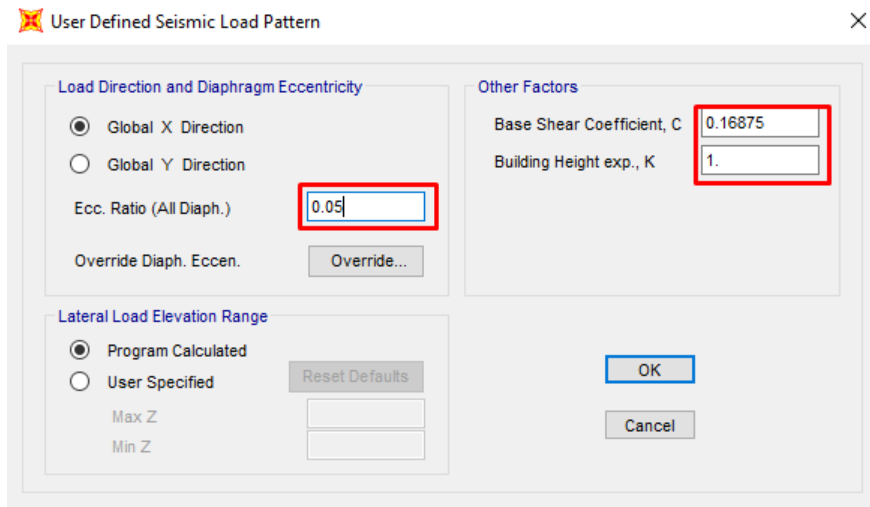 User Defined Seismic Load Pattern
Load Direction and Diaphragm Eccentricity
Global X Direction
Global Y Direction
Ecc. Ratio (All Diaph.) 0.05
Override Diaph. Eccen. Override...
Other Factors
Base Shear Coefficient, C 0.16875
Building Height exp., K 1.
Lateral Load Elevation Range
Program Calculated
User Specified Reset Defaults
Max Z
Min Z
OK
Cancel